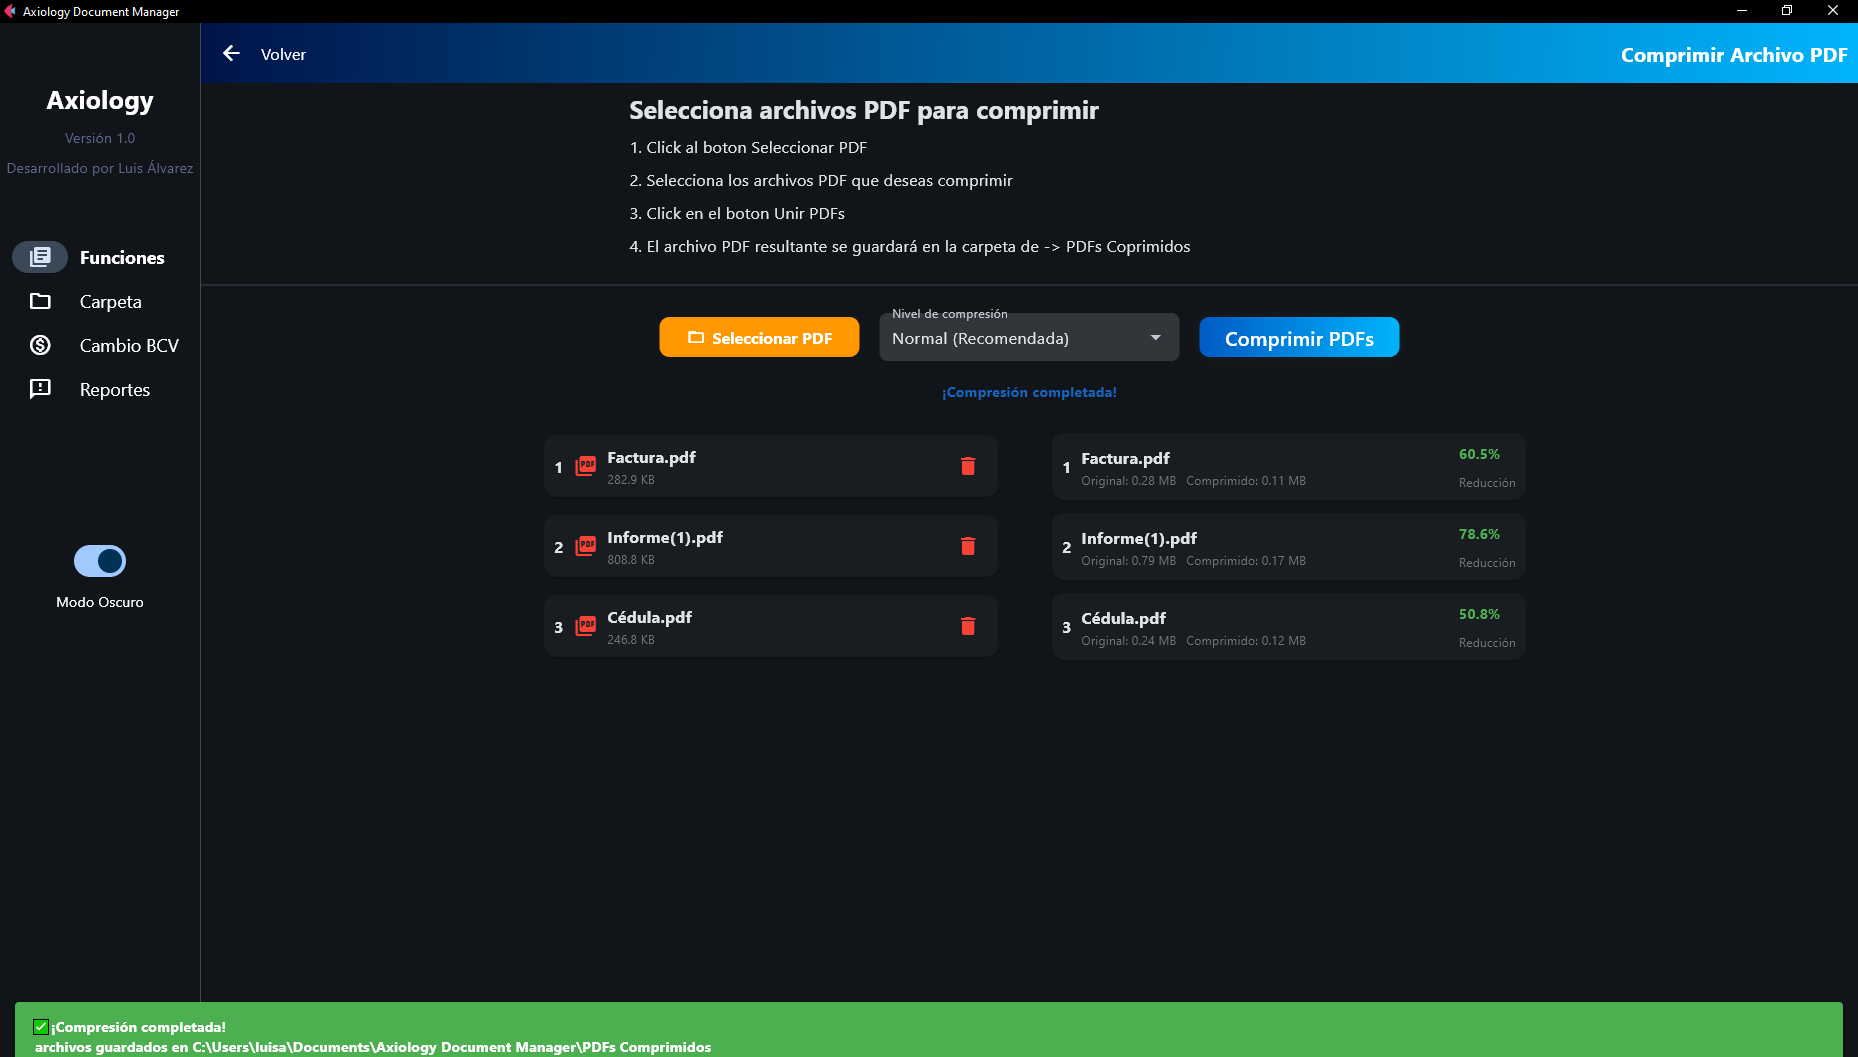 Axiology Document Manager
Axiology
Versión 1.0
Desarrollado por Luis Álvarez
Funciones
Carpeta
Cambio BCV
Reportes
Modo Oscuro
Volver
Comprimir Archivo PDF
Selecciona archivos PDF para comprimir
1. Click al boton Seleccionar PDF
2. Selecciona los archivos PDF que deseas comprimir
3. Click en el boton Unir PDFs
4. El archivo PDF resultante se guardará en la carpeta de -> PDFs Coprimidos
Seleccionar PDF
Nivel de compresión
Normal (Recomendada)
Comprimir PDFs
¡Compresión completada!
1 PDF Factura.pdf
282.9 KB
2 PDF Informe(1).pdf
808.8 KB
3 PDF Cédula.pdf
246.8 KB
1 Factura.pdf 60.5%
Original: 0.28 MB Comprimido: 0.11 MB Reducción
2 Informe(1).pdf 78.6%
Original: 0.79 MB Comprimido: 0.17 MB Reducción
3 Cédula.pdf 50.8%
Original: 0.24 MB Comprimido: 0.12 MB Reducción
¡Compresión completada!
archivos guardados en C:\Users\luisa\Documents\Axiology Document Manager\PDFs Comprimidos